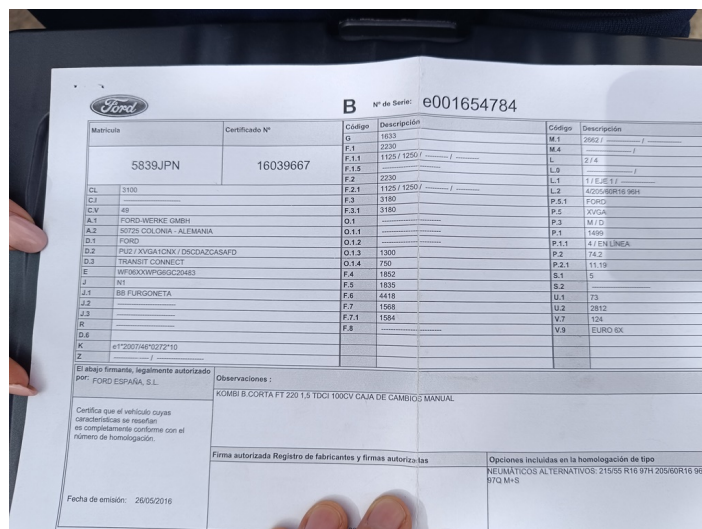 Ford
B Nº de Serie: e001654784
Matrícula
5839JPN
Certificado Nº
16039667
CL 3100
C.I
C.V 49
A.1 FORD-WERKE GMBH
A.2 50725 COLONIA - ALEMANIA
D.1 FORD
D.2 PU2 / XVGA1CNX / D5CDAZCASAFD
D.3 TRANSIT CONNECT
E WF06XXWPG6GC20483
J N1
J.1 BB FURGONETA
J.2
J.3
R
D.6
K e1*2007/46*0272*10
Z /
Código Descripción
G 1633
F.1 2230
F.1.1 1125 / 1250 / /
F.1.5
F.2 2230
F.2.1 1125 / 1250 / /
F.3 3180
F.3.1 3180
O.1
O.1.1
O.1.2
O.1.3 1300
O.1.4 750
F.4 1852
F.5 1835
F.6 4418
F.7 1568
F.7.1 1584
F.8
Código Descripción
M.1 2662 / /
M.4 /
L 2 / 4
L.0 /
L.1 1 / EJE 1 /
L.2 4/205/60R16 96H
P.5.1 FORD
P.5 XVGA
P.3 M / D
P.1 1499
P.1.1 4 / EN LÍNEA
P.2 74.2
P.2.1 11.19
S.1 5
S.2
U.1 73
U.2 2812
V.7 124
V.9 EURO 6X
El abajo firmante, legalmente autorizado
por: FORD ESPAÑA, S.L.
Certifica que el vehículo cuyas
características se reseñan
es completamente conforme con el
número de homologación.
Fecha de emisión: 26/05/2016
Observaciones :
KOMBI B.CORTA FT 220 1,5 TDCI 100CV CAJA DE CAMBIOS MANUAL
Firma autorizada Registro de fabricantes y firmas autorizadas
Opciones incluidas en la homologación de tipo
NEUMÁTICOS ALTERNATIVOS: 215/55 R16 97H 205/60R16 96
97Q M+S